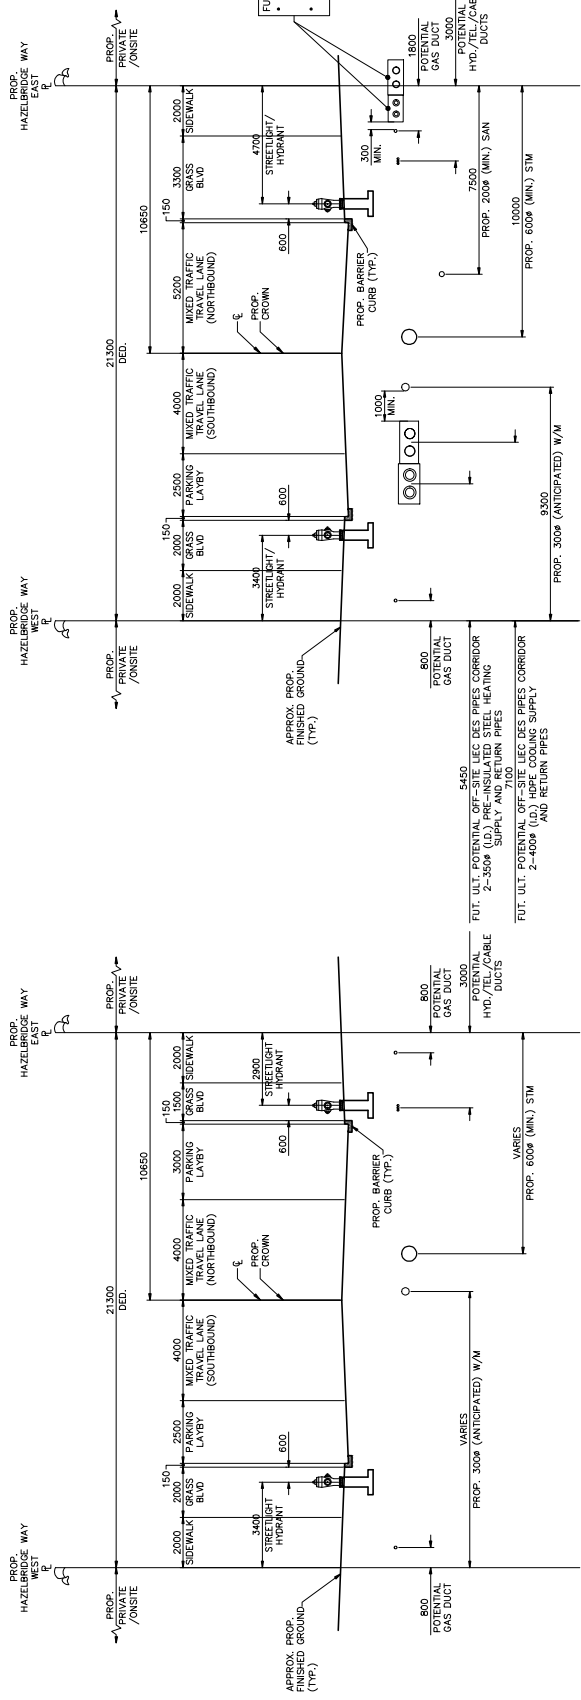 PROP.
HAZELBRIDGE WAY
WEST
PL
PROP.
HAZELBRIDGE WAY
EAST
PL
PROP.
PRIVATE
/ONSITE
21300
DED.
PROP.
PRIVATE
/ONSITE
10650
2000
SIDEWALK
2000
GRASS
BLVD
150
2500
PARKING
LAYBY
4000
MIXED TRAFFIC
TRAVEL LANE
(SOUTHBOUND)
4000
MIXED TRAFFIC
TRAVEL LANE
(NORTHBOUND)
3000
PARKING
LAYBY
150
1500
GRASS
BLVD
2000
SIDEWALK
3400
STREETLIGHT
HYDRANT
600
℄
PROP.
CROWN
600
2900
STREETLIGHT
HYDRANT
APPROX. PROP.
FINISHED GROUND
(TYP.)
PROP. BARRIER
CURB (TYP.)
800
POTENTIAL
GAS DUCT
800
POTENTIAL
GAS DUCT
3000
POTENTIAL
HYD./TEL./CABLE
DUCTS
VARIES
PROP. 300ø (ANTICIPATED) W/M
VARIES
PROP. 600ø (MIN.) STM
PROP.
HAZELBRIDGE WAY
WEST
PL
PROP.
HAZELBRIDGE WAY
EAST
PL
PROP.
PRIVATE
/ONSITE
21300
DED.
PROP.
PRIVATE
/ONSITE
10650
2000
SIDEWALK
2000
GRASS
BLVD
150
2500
PARKING
LAYBY
4000
MIXED TRAFFIC
TRAVEL LANE
(SOUTHBOUND)
5200
MIXED TRAFFIC
TRAVEL LANE
(NORTHBOUND)
150
3300
GRASS
BLVD
2000
SIDEWALK
3400
STREETLIGHT/
HYDRANT
600
℄
PROP.
CROWN
600
4700
STREETLIGHT/
HYDRANT
FU
APPROX. PROP.
FINISHED GROUND
(TYP.)
PROP. BARRIER
CURB (TYP.)
1000
MIN.
300
MIN.
1800
POTENTIAL
GAS DUCT
3000
POTENTIAL
HYD./TEL./CAB
DUCTS
800
POTENTIAL
GAS DUCT
7500
PROP. 200ø (MIN.) SAN
10000
PROP. 600ø (MIN.) STM
5450
FUT. ULT. POTENTIAL OFF-SITE LIEC DES PIPES CORRIDOR
2-350ø (I.D.) PRE-INSULATED STEEL HEATING
SUPPLY AND RETURN PIPES
7100
FUT. ULT. POTENTIAL OFF-SITE LIEC DES PIPES CORRIDOR
2-400ø (I.D.) HDPE COOLING SUPPLY
AND RETURN PIPES
9300
PROP. 300ø (ANTICIPATED) W/M